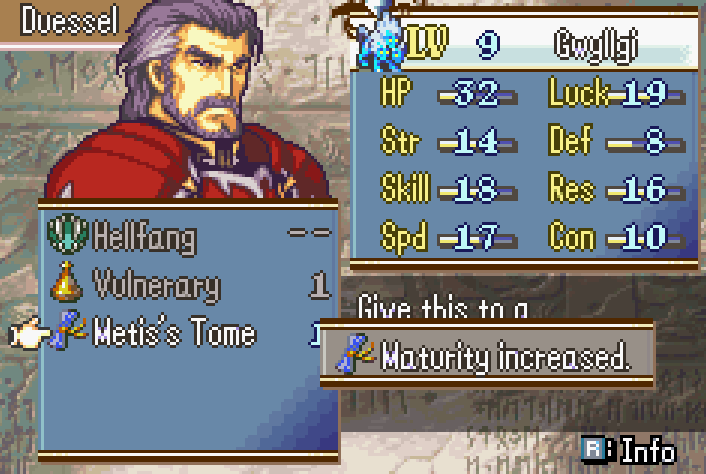 Duessel
LV 9 Gwyllgi
HP 32 Luck 19
Str 14 Def 8
Skill 18 Res 16
Spd 17 Con 10
Hellfang --
Vulnerary 1
Metis's Tome 1
Give this to a
Maturity increased.
R: Info